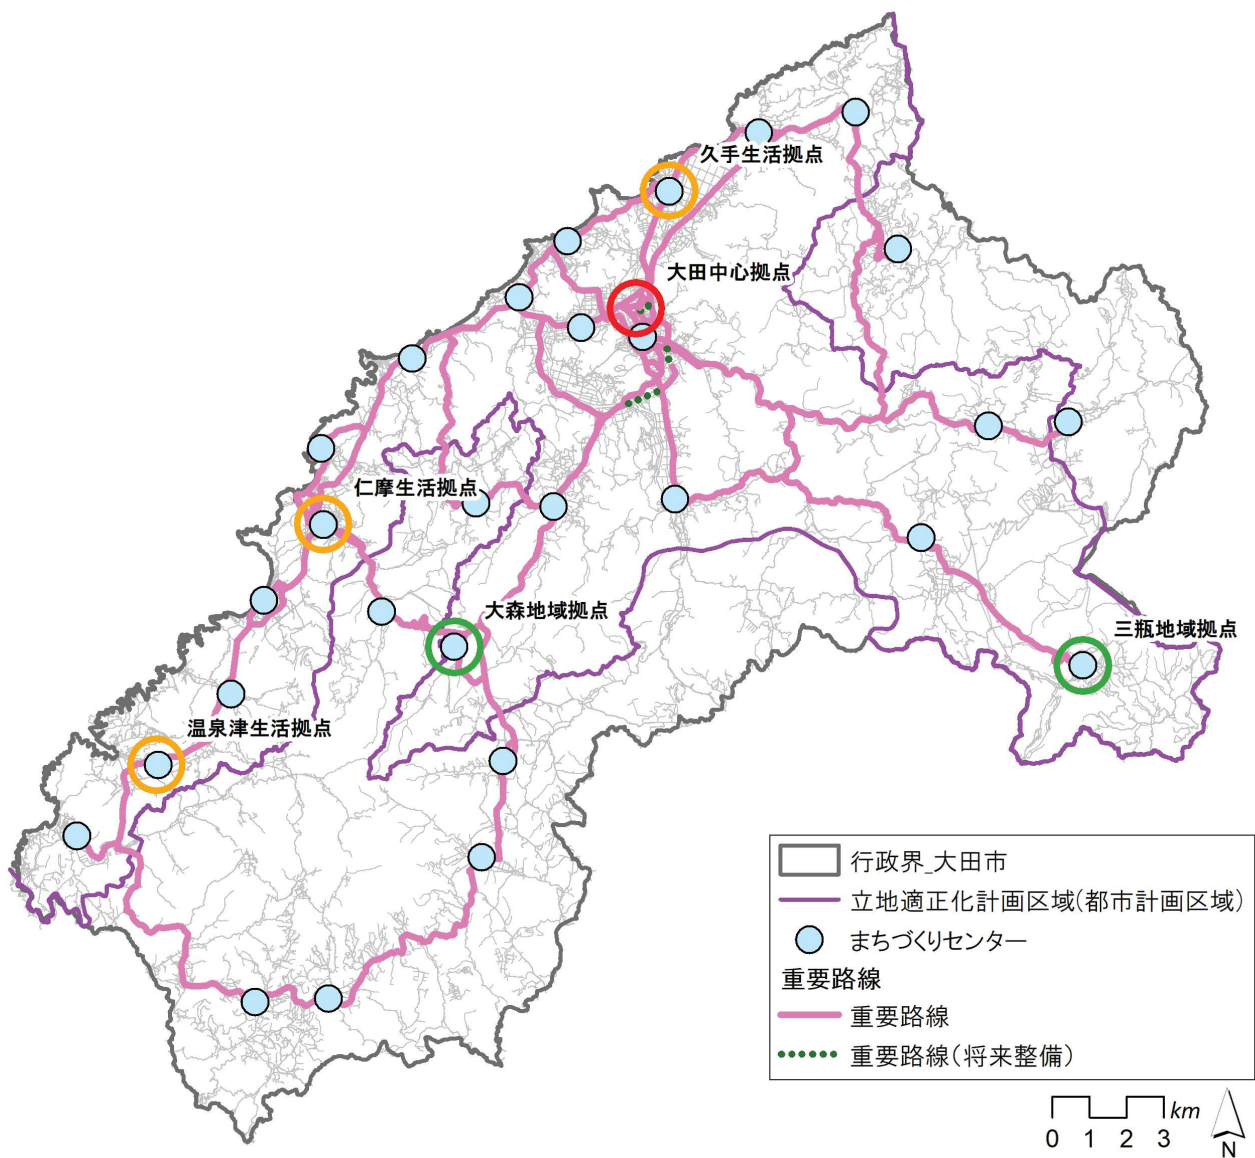 久手生活拠点
大田中心拠点
仁摩生活拠点
大森地域拠点
三瓶地域拠点
温泉津生活拠点
行政界_大田市
立地適正化計画区域(都市計画区域)
まちづくりセンター
重要路線
重要路線
重要路線(将来整備)
km
0 1 2 3
N